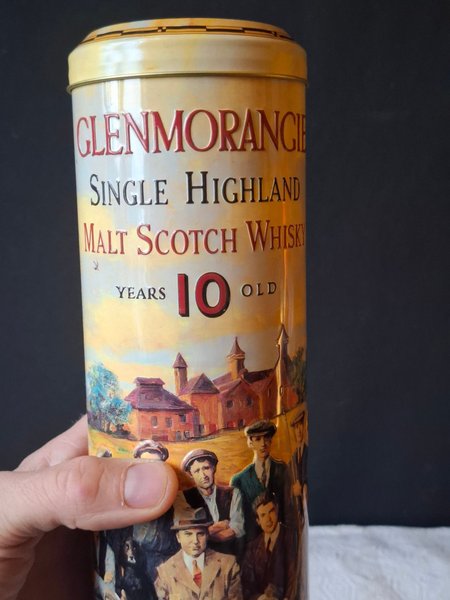 GLENMORANGIE
SINGLE HIGHLAND
MALT SCOTCH WHISKY
YEARS 10 OLD